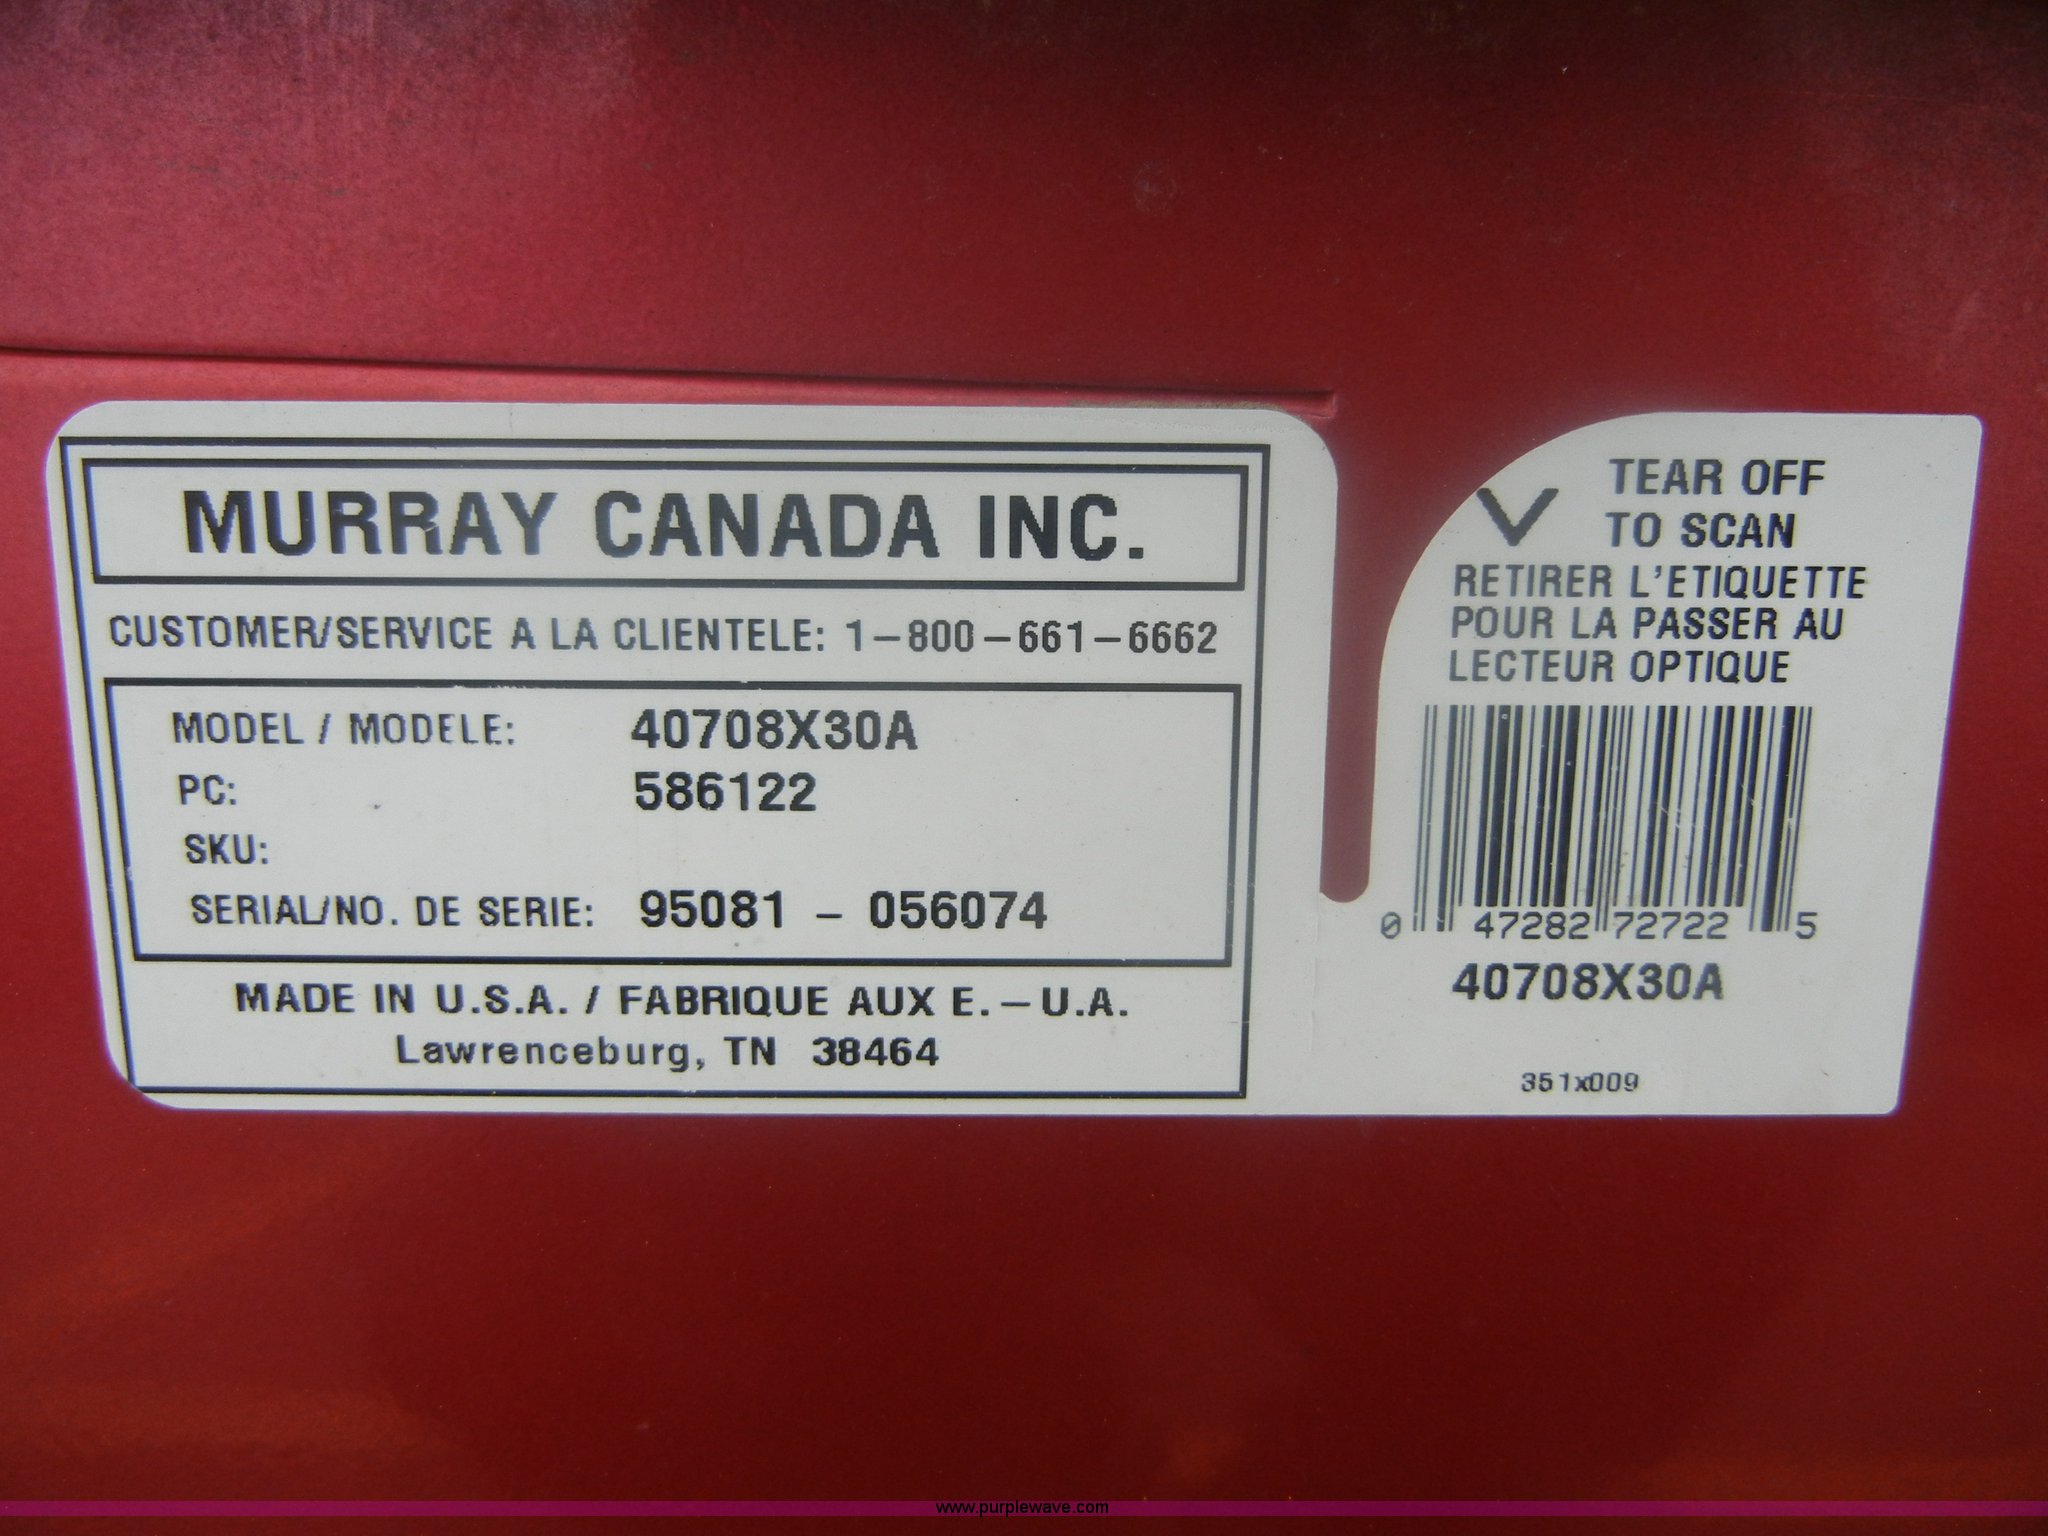 MURRAY CANADA INC.
CUSTOMER/SERVICE A LA CLIENTELE: 1-800-661-6662
MODEL / MODELE: 40708X30A
PC: 586122
SKU:
SERIAL/NO. DE SERIE: 95081 - 056074
MADE IN U.S.A. / FABRIQUE AUX E.-U.A.
Lawrenceburg, TN 38464
TEAR OFF
TO SCAN
RETIRER L'ETIQUETTE
POUR LA PASSER AU
LECTEUR OPTIQUE
0 47282 72722 5
40708X30A
351x009
www.purplewave.com